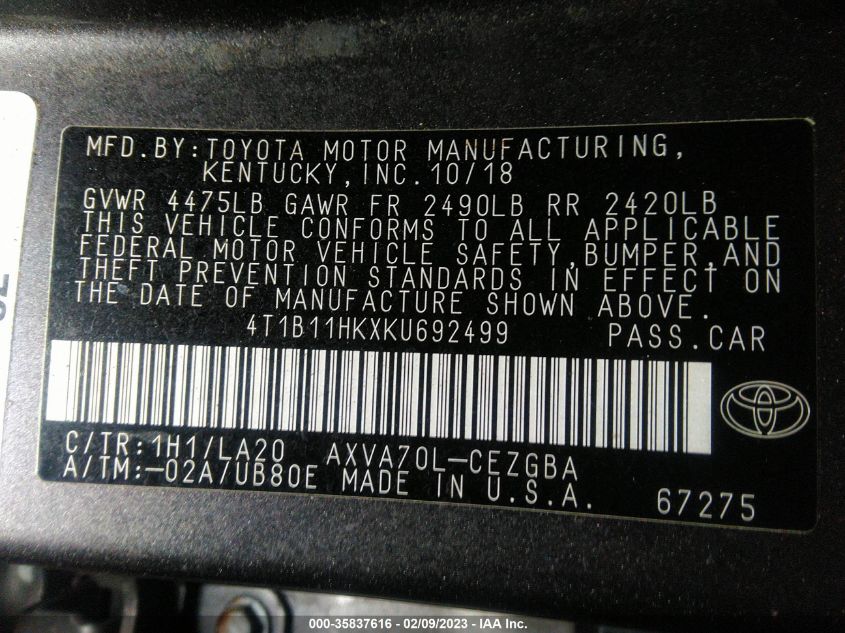 MFD.BY:TOYOTA MOTOR MANUFACTURING,
KENTUCKY,INC.10/18
GVWR 4475LB GAWR FR 2490LB RR 2420LB
THIS VEHICLE CONFORMS TO ALL APPLICABLE
FEDERAL MOTOR VEHICLE SAFETY,BUMPER,AND
THEFT PREVENTION STANDARDS IN EFFECT ON
THE DATE OF MANUFACTURE SHOWN ABOVE.
4T1B11HKXKU692499 PASS.CAR
C/TR:1H1/LA20 AXVA70L-CEZGBA
A/TM:-02A/UB80E MADE IN U.S.A. 67275
000-35837616 - 02/09/2023 - IAA Inc.